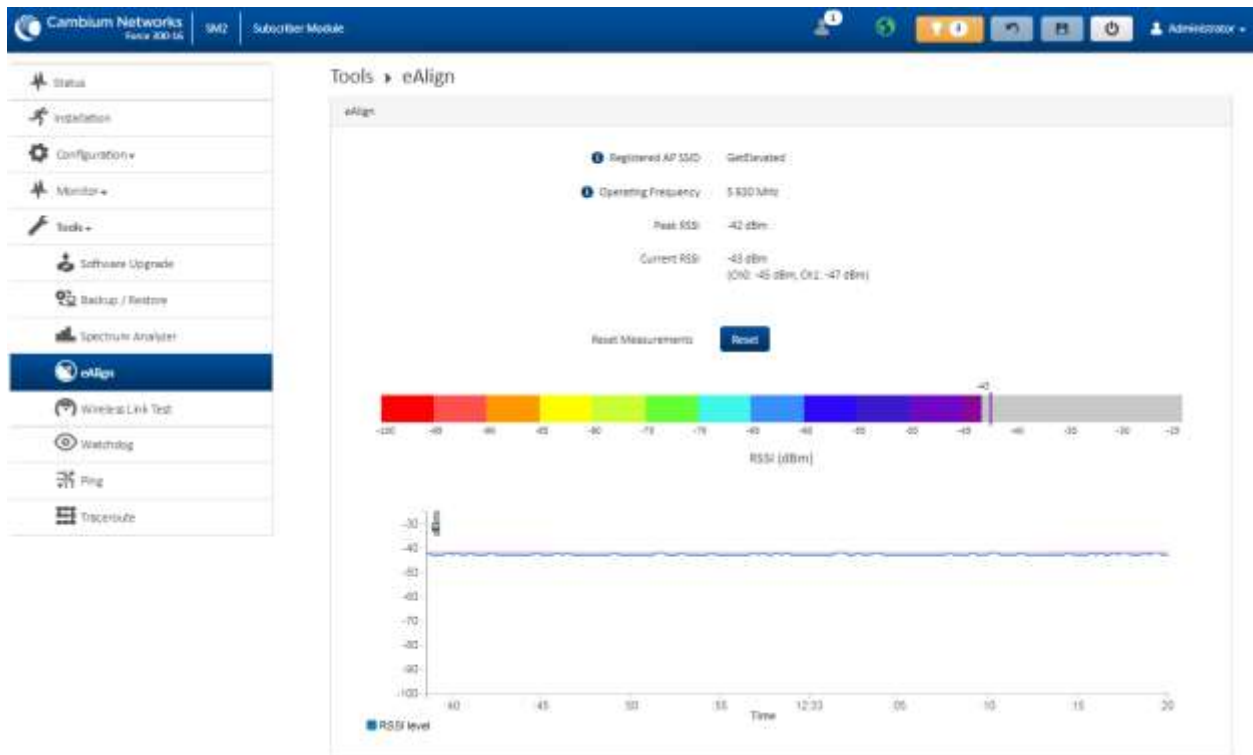 Cambium Networks
Force 300-16
SM2
Subscriber Module
1
Administrator
Status
Installation
Configuration
Monitor
Tools
Software Upgrade
Backup / Restore
Spectrum Analyzer
eAlign
Wireless Link Test
Watchdog
Ping
Traceroute
Tools ▸ eAlign
eAlign
Registered AP SSID GetElevated
Operating Frequency
Peak RSSI -42 dBm
Current RSSI -43 dBm
(Ch0: -45 dBm, Ch1: -47 dBm)
Reset Measurements Reset
RSSI (dBm)
dBm
-30
-40
-50
-60
-70
-80
-90
-100
:40 :45 :50 :55 12:33 :05 :10 :15 :20
Time
RSSI level